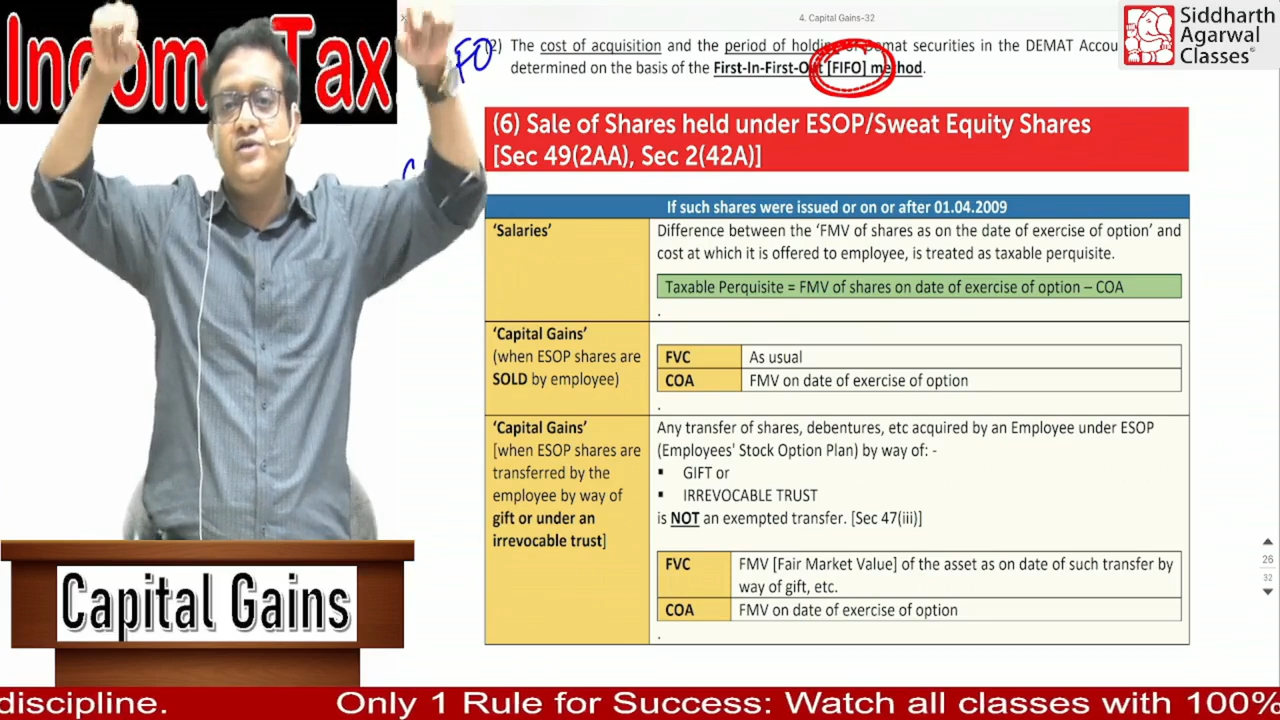 Income Tax
4. Capital Gains-32
Siddharth
Agarwal
Classes
FO
2) The cost of acquisition and the period of holding of Demat securities in the DEMAT Accou
determined on the basis of the First-In-First-Out [FIFO] method.
(6) Sale of Shares held under ESOP/Sweat Equity Shares
[Sec 49(2AA), Sec 2(42A)]
If such shares were issued or on or after 01.04.2009
‘Salaries’
Difference between the ‘FMV of shares as on the date of exercise of option’ and
cost at which it is offered to employee, is treated as taxable perquisite.
Taxable Perquisite = FMV of shares on date of exercise of option – COA
.
‘Capital Gains’
(when ESOP shares are
SOLD by employee)
FVC As usual
COA FMV on date of exercise of option
.
‘Capital Gains’
[when ESOP shares are
transferred by the
employee by way of
gift or under an
irrevocable trust]
Any transfer of shares, debentures, etc acquired by an Employee under ESOP
(Employees' Stock Option Plan) by way of: -
▪ GIFT or
▪ IRREVOCABLE TRUST
is NOT an exempted transfer. [Sec 47(iii)]
FVC FMV [Fair Market Value] of the asset as on date of such transfer by
way of gift, etc.
COA FMV on date of exercise of option
.
26
32
Capital Gains
discipline. Only 1 Rule for Success: Watch all classes with 100%